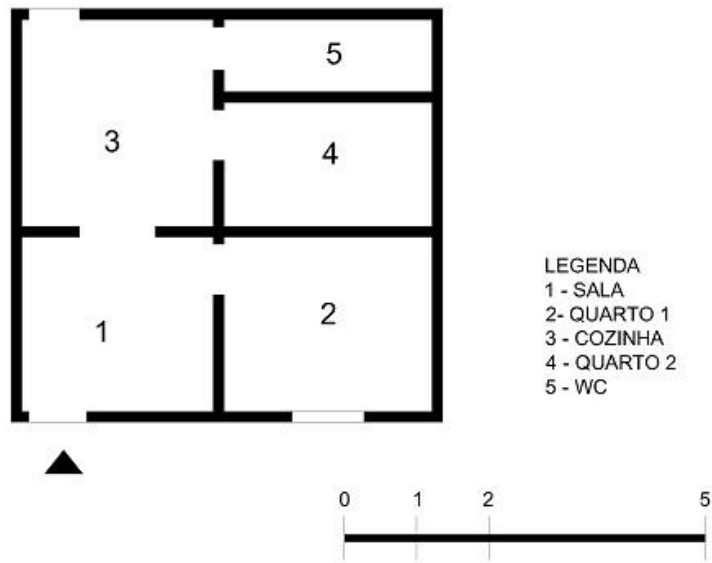 5
3
4
1
2
LEGENDA
1 - SALA
2- QUARTO 1
3 - COZINHA
4 - QUARTO 2
5 - WC
0 1 2 5